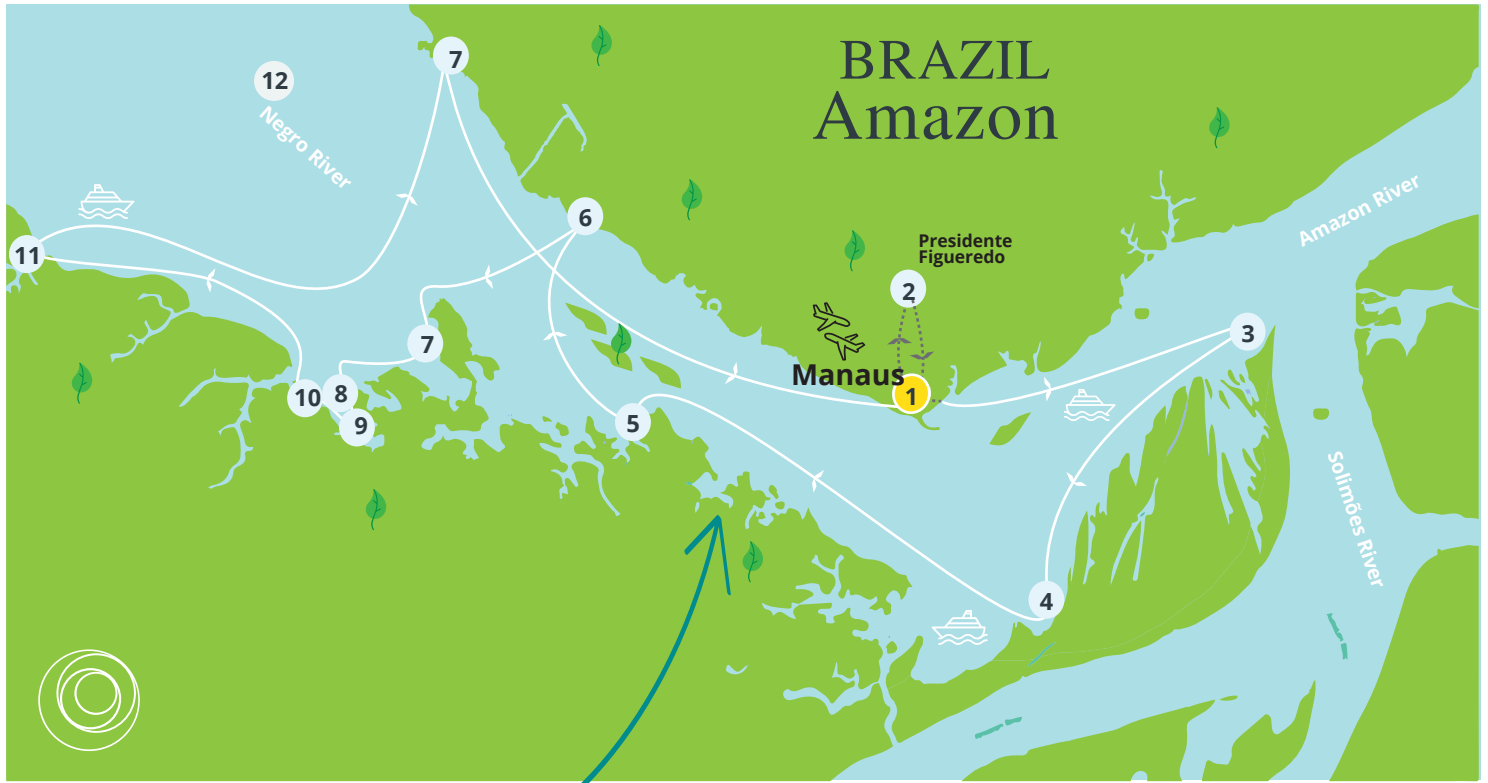 BRAZIL
Amazon
7
12
Negro River
6
Amazon River
11
Presidente
Figueredo
2
3
7
Manaus
1
10
8
9
5
Solimões River
4